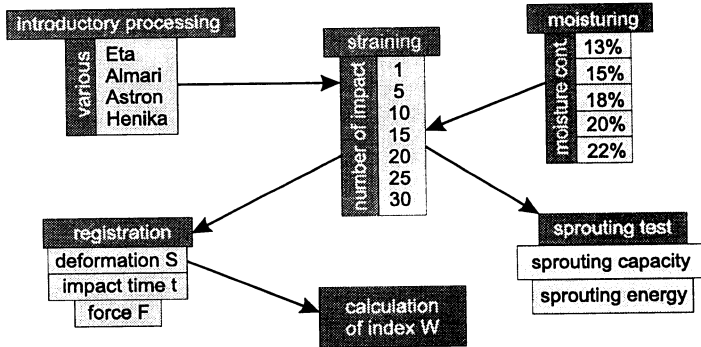 introductory processing
various
Eta
Almari
Astron
Henika
straining
number of impact
1
5
10
15
20
25
30
moisturing
moisture cont.
13%
15%
18%
20%
22%
registration
deformation S
impact time t
force F
calculation
of index W
sprouting test
sprouting capacity
sprouting energy